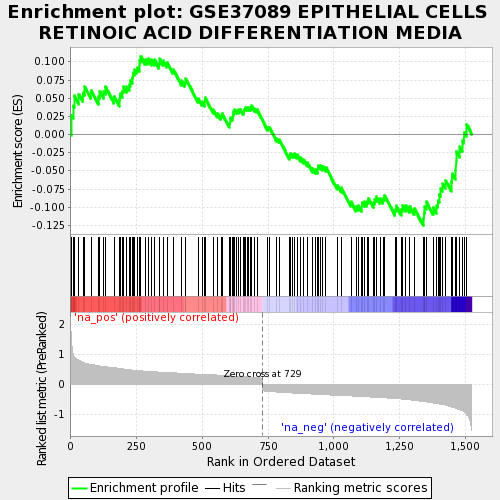 Enrichment plot: GSE37089 EPITHELIAL CELLS
RETINOIC ACID DIFFERENTIATION MEDIA
Enrichment score (ES)
0.100
0.075
0.050
0.025
0.000
-0.025
-0.050
-0.075
-0.100
-0.125
'na_pos' (positively correlated)
Ranked list metric (PreRanked)
2
1
0
-1
Zero cross at 729
'na_neg' (negatively correlated)
0
250
500
750
1,000
1,250
1,500
Rank in Ordered Dataset
Enrichment profile
Hits
Ranking metric scores